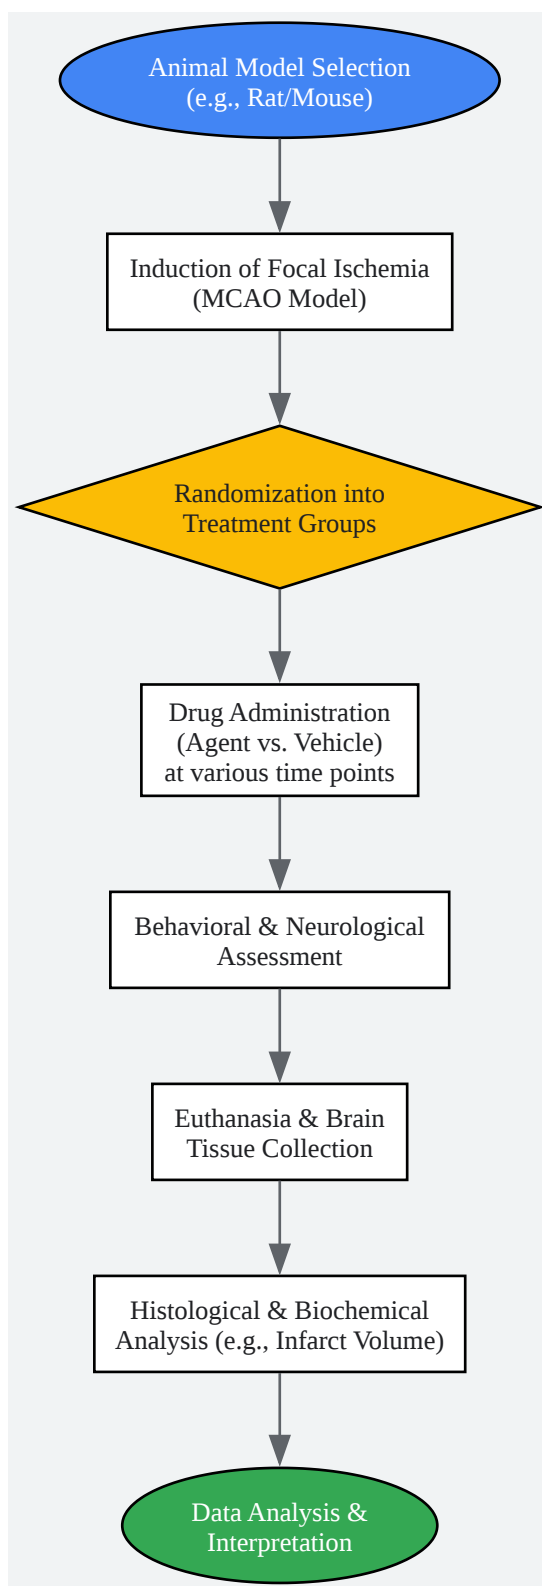 Animal Model Selection
(e.g., Rat/Mouse)
Induction of Focal Ischemia
(MCAO Model)
Randomization into
Treatment Groups
Drug Administration
(Agent vs. Vehicle)
at various time points
Behavioral & Neurological
Assessment
Euthanasia & Brain
Tissue Collection
Histological & Biochemical
Analysis (e.g., Infarct Volume)
Data Analysis &
Interpretation